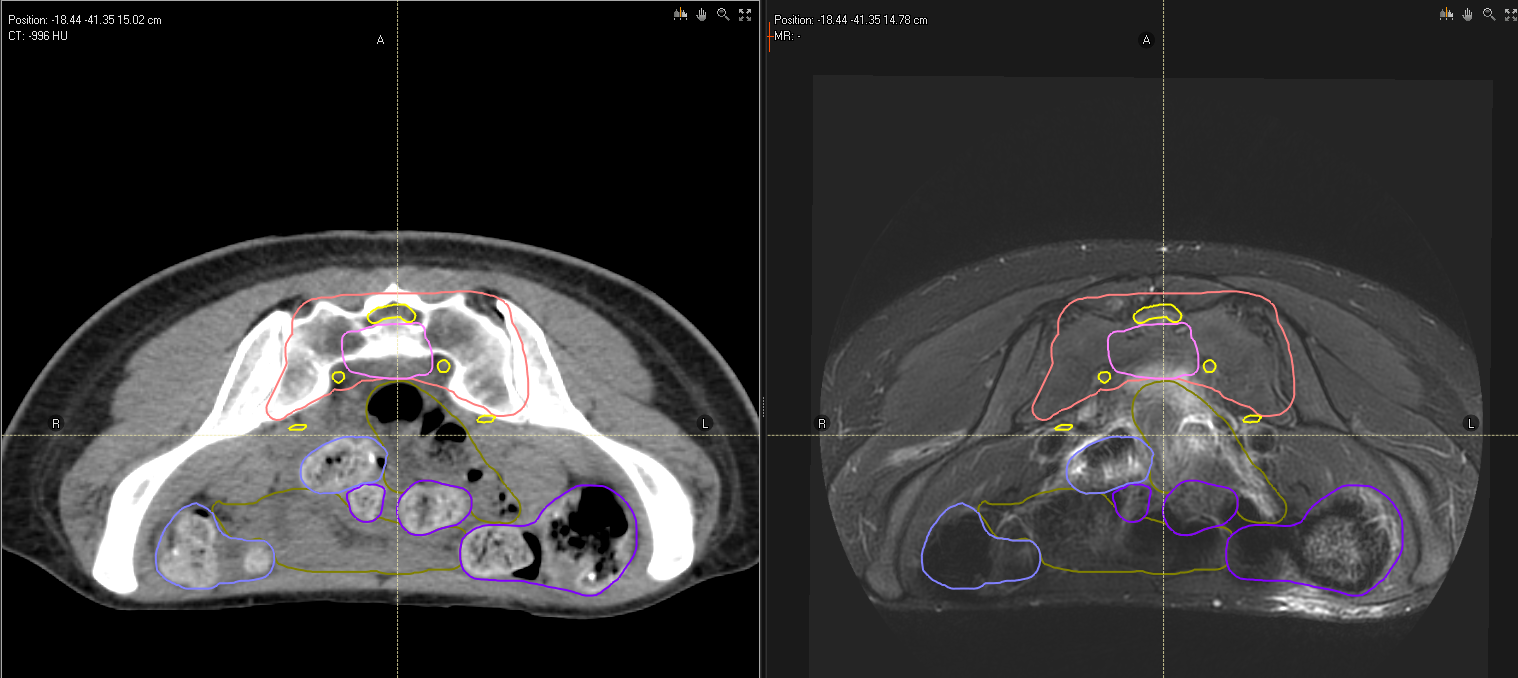 Position: -18.44 -41.35 15.02 cm
CT: -996 HU
A
R
L
Position: -18.44 -41.35 14.78 cm
MR: -
A
R
L